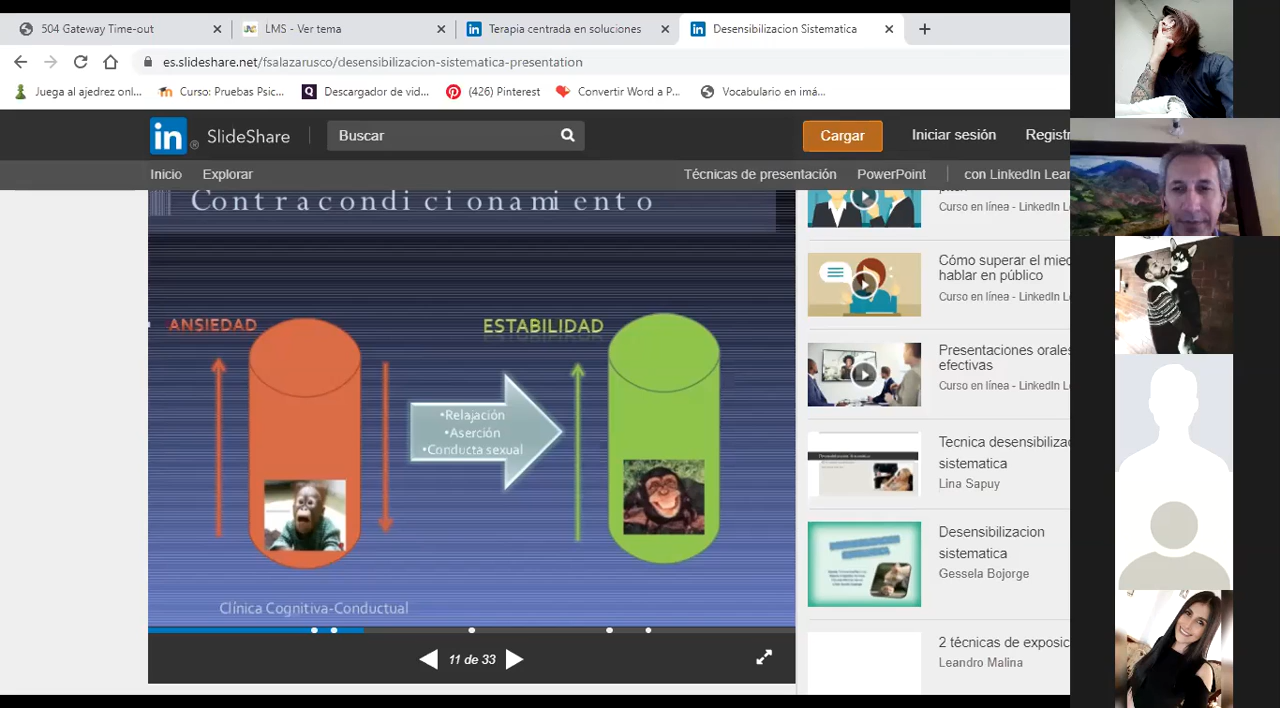 504 Gateway Time-out
LMS - Ver tema
Terapia centrada en soluciones
Desensibilizacion Sistematica
es.slideshare.net/fsalazarusco/desensibilizacion-sistematica-presentation
Juega al ajedrez onl...
Curso: Pruebas Psic...
Descargador de vid...
(426) Pinterest
Convertir Word a P...
Vocabulario en imá...
in SlideShare
Buscar
Cargar
Iniciar sesión
Registr
Inicio
Explorar
Técnicas de presentación
PowerPoint
con LinkedIn Lear
Contracondicionamiento
ANSIEDAD
ESTABILIDAD
•Relajación
•Aserción
•Conducta sexual
Clínica Cognitiva-Conductual
11 de 33
Curso en línea - LinkedIn L
Cómo superar el mied
hablar en público
Curso en línea - LinkedIn L
Presentaciones orales
efectivas
Curso en línea - LinkedIn L
Tecnica desensibilizac
sistematica
Lina Sapuy
Desensibilizacion
sistematica
Gessela Bojorge.
2 técnicas de exposic
Leandro Malina